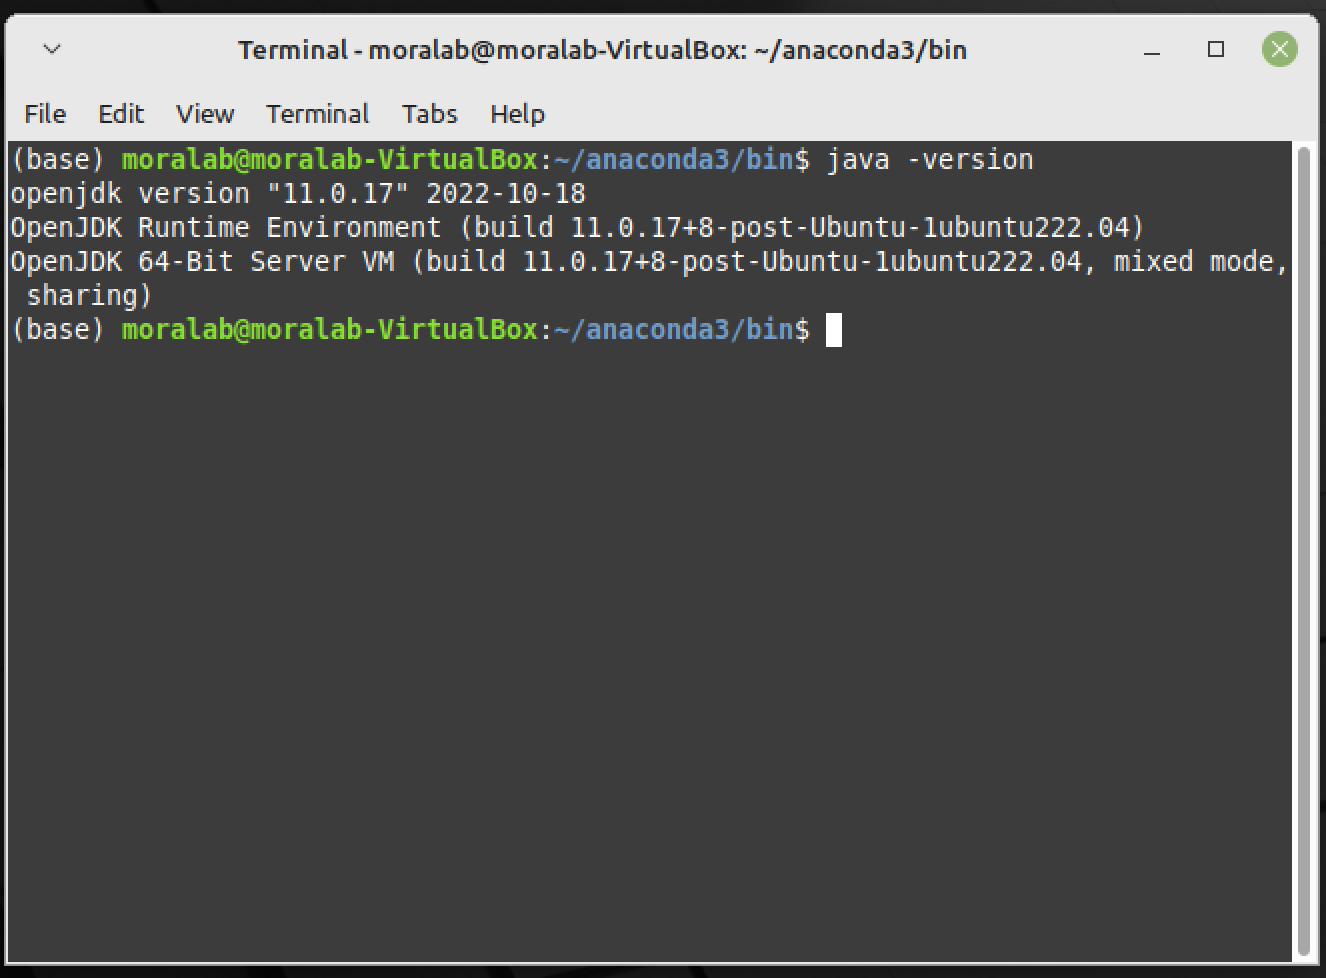 Terminal - moralab@moralab-VirtualBox: ~/anaconda3/bin
File Edit View Terminal Tabs Help
(base) moralab@moralab-VirtualBox:~/anaconda3/bin$ java -version
openjdk version "11.0.17" 2022-10-18
OpenJDK Runtime Environment (build 11.0.17+8-post-Ubuntu-1ubuntu222.04)
OpenJDK 64-Bit Server VM (build 11.0.17+8-post-Ubuntu-1ubuntu222.04, mixed mode,
 sharing)
(base) moralab@moralab-VirtualBox:~/anaconda3/bin$